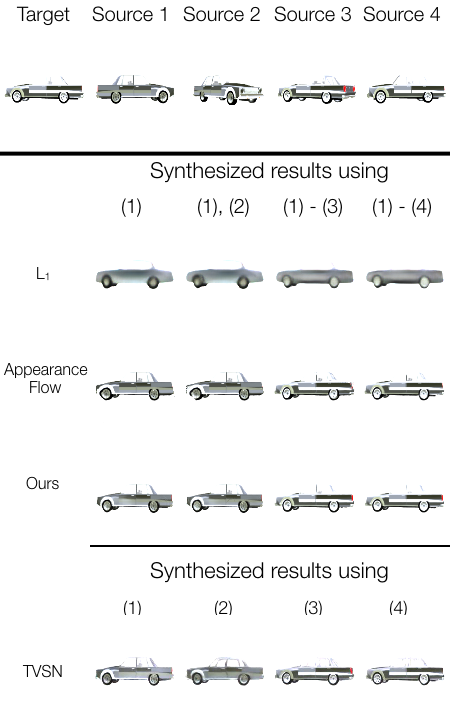 Target Source 1 Source 2 Source 3 Source 4
Synthesized results using
(1) (1), (2) (1) - (3) (1) - (4)
L1
Appearance
Flow
Ours
Synthesized results using
(1) (2) (3) (4)
TVSN